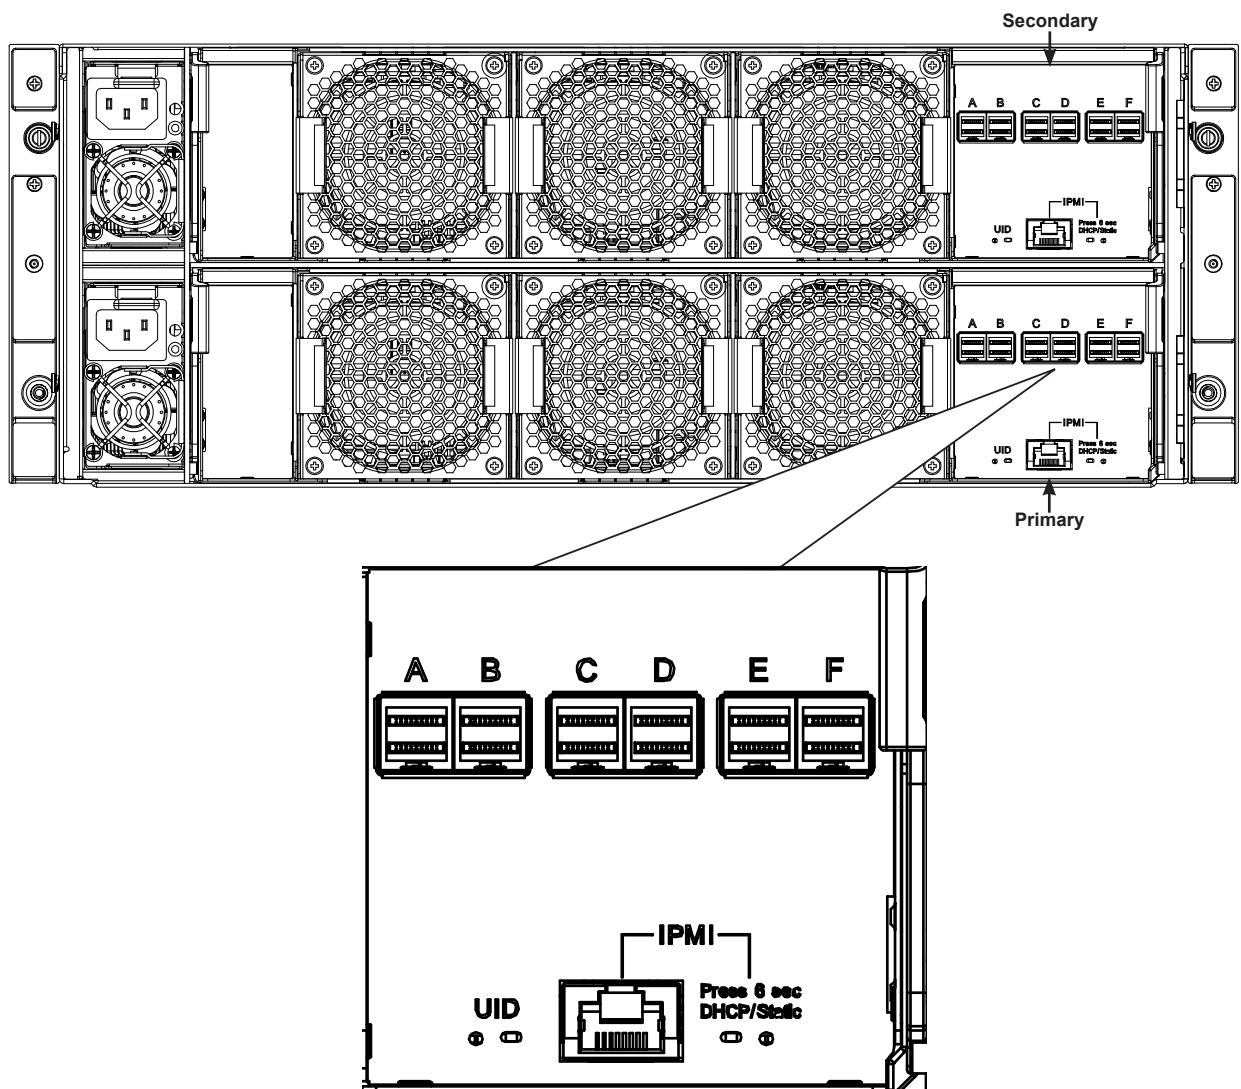 Secondary
A B C D E F
IPMI
Press 6 sec
UID DHCP/Static
A B C D E F
IPMI
Press 6 sec
UID DHCP/Static
Primary
A B C D E F
IPMI
Press 6 sec
UID DHCP/Static